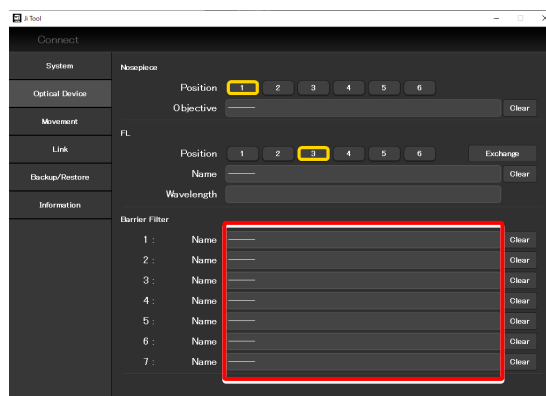 Ji Tool
Connect
System
Optical Device
Movement
Link
Backup/Restore
Information
Nosepiece
Position 1 2 3 4 5 6
Objective ——— Clear
FL
Position 1 2 3 4 5 6 Exchange
Name ——— Clear
Wavelength
Barrier Filter
1 : Name ——— Clear
2 : Name ——— Clear
3 : Name ——— Clear
4 : Name ——— Clear
5 : Name ——— Clear
6 : Name ——— Clear
7 : Name ——— Clear